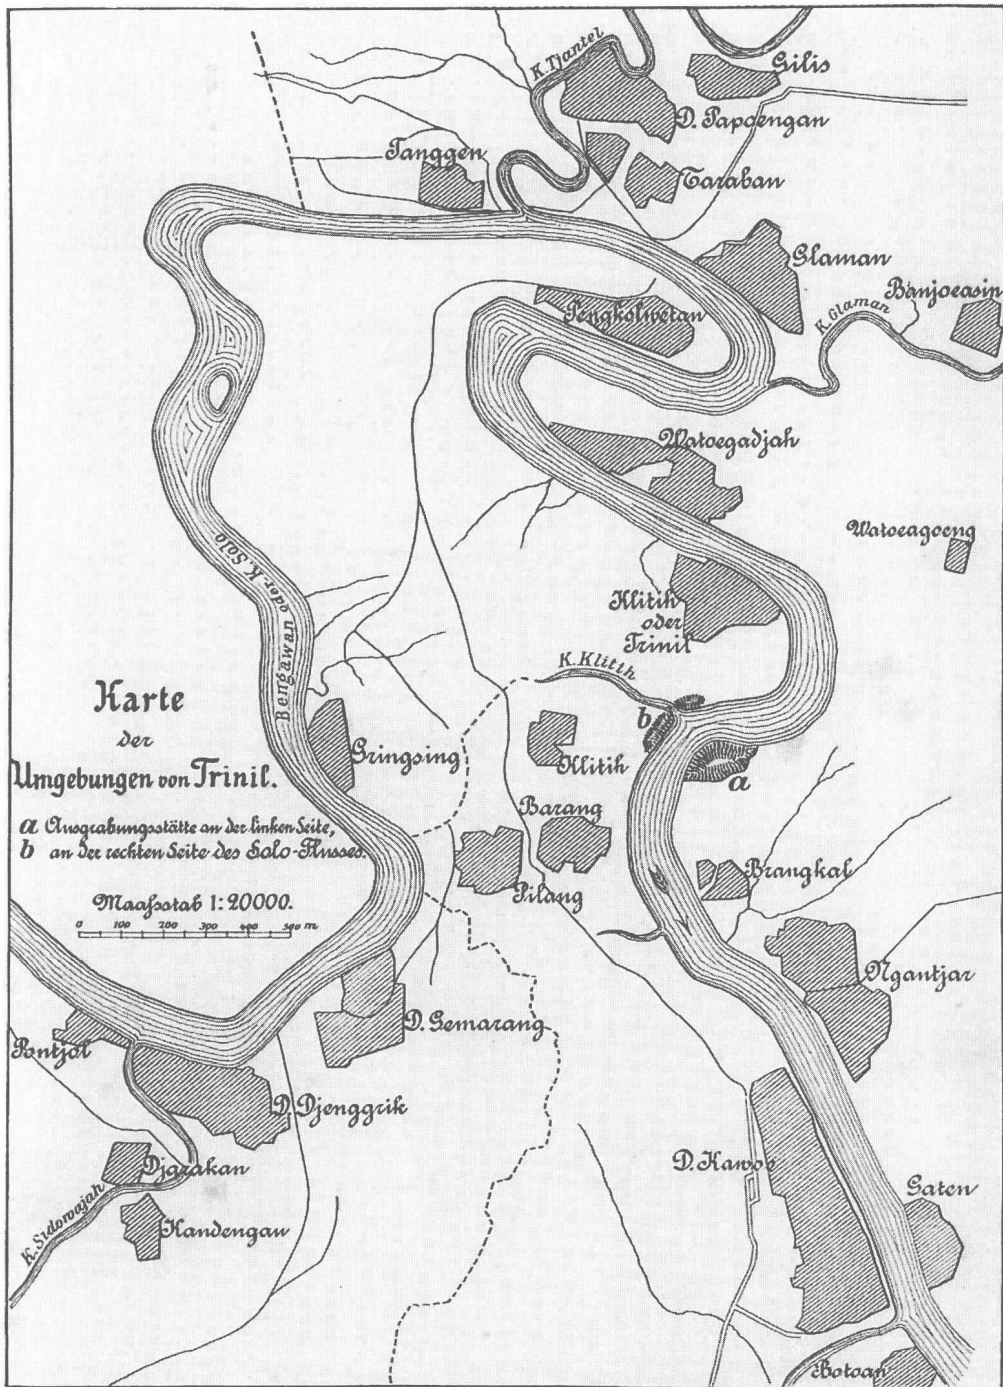 K. Tjantel
Gilis
D. Papoengan
Tanggen
Taraban
Glaman
Banjoeasin
K. Glaman
Pengkolwetan
Watoegadjah
Watoeagoeng
Bengawan oder K. Solo
Klitih
oder
Trinil
K. Klitih
b
a
Karte
der
Umgebungen von Trinil.
a Ausgrabungsstätte an der linken Seite,
b an der rechten Seite des Solo-Flusses.
Maaſsstab 1:20000.
0 100 200 300 400 500 m
Gringsing
Klitih
Barang
Pilang
Brangkal
Ngantjar
D. Gemarang
Pontjol
D. Djenggrik
D. Kawoe
Djarakan
Gaten
Kandengan
K. Sidowajah
Botoan